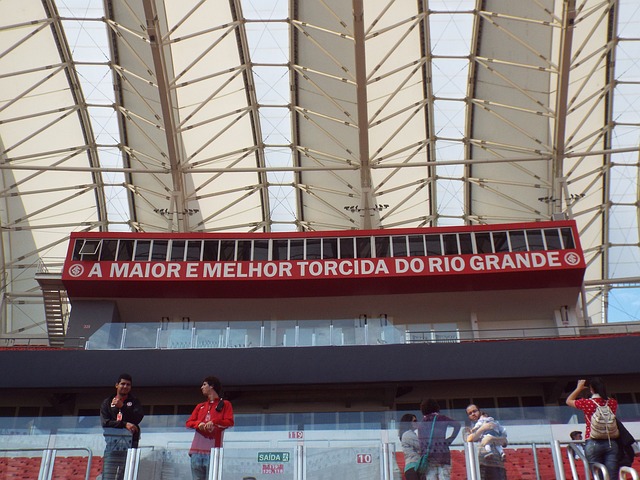 A MAIOR E MELHOR TORCIDA DO RIO GRANDE
119
SAÍDA
10